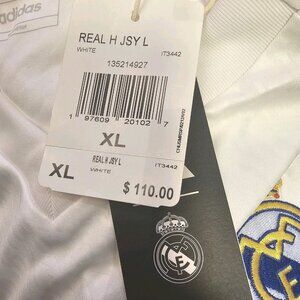 adidas
REAL H JSY L
WHITE
IT3442
135214927
1 97609 20102 7
XL
REAL H JSY L
IT3442
XL
WHITE
$ 110.00